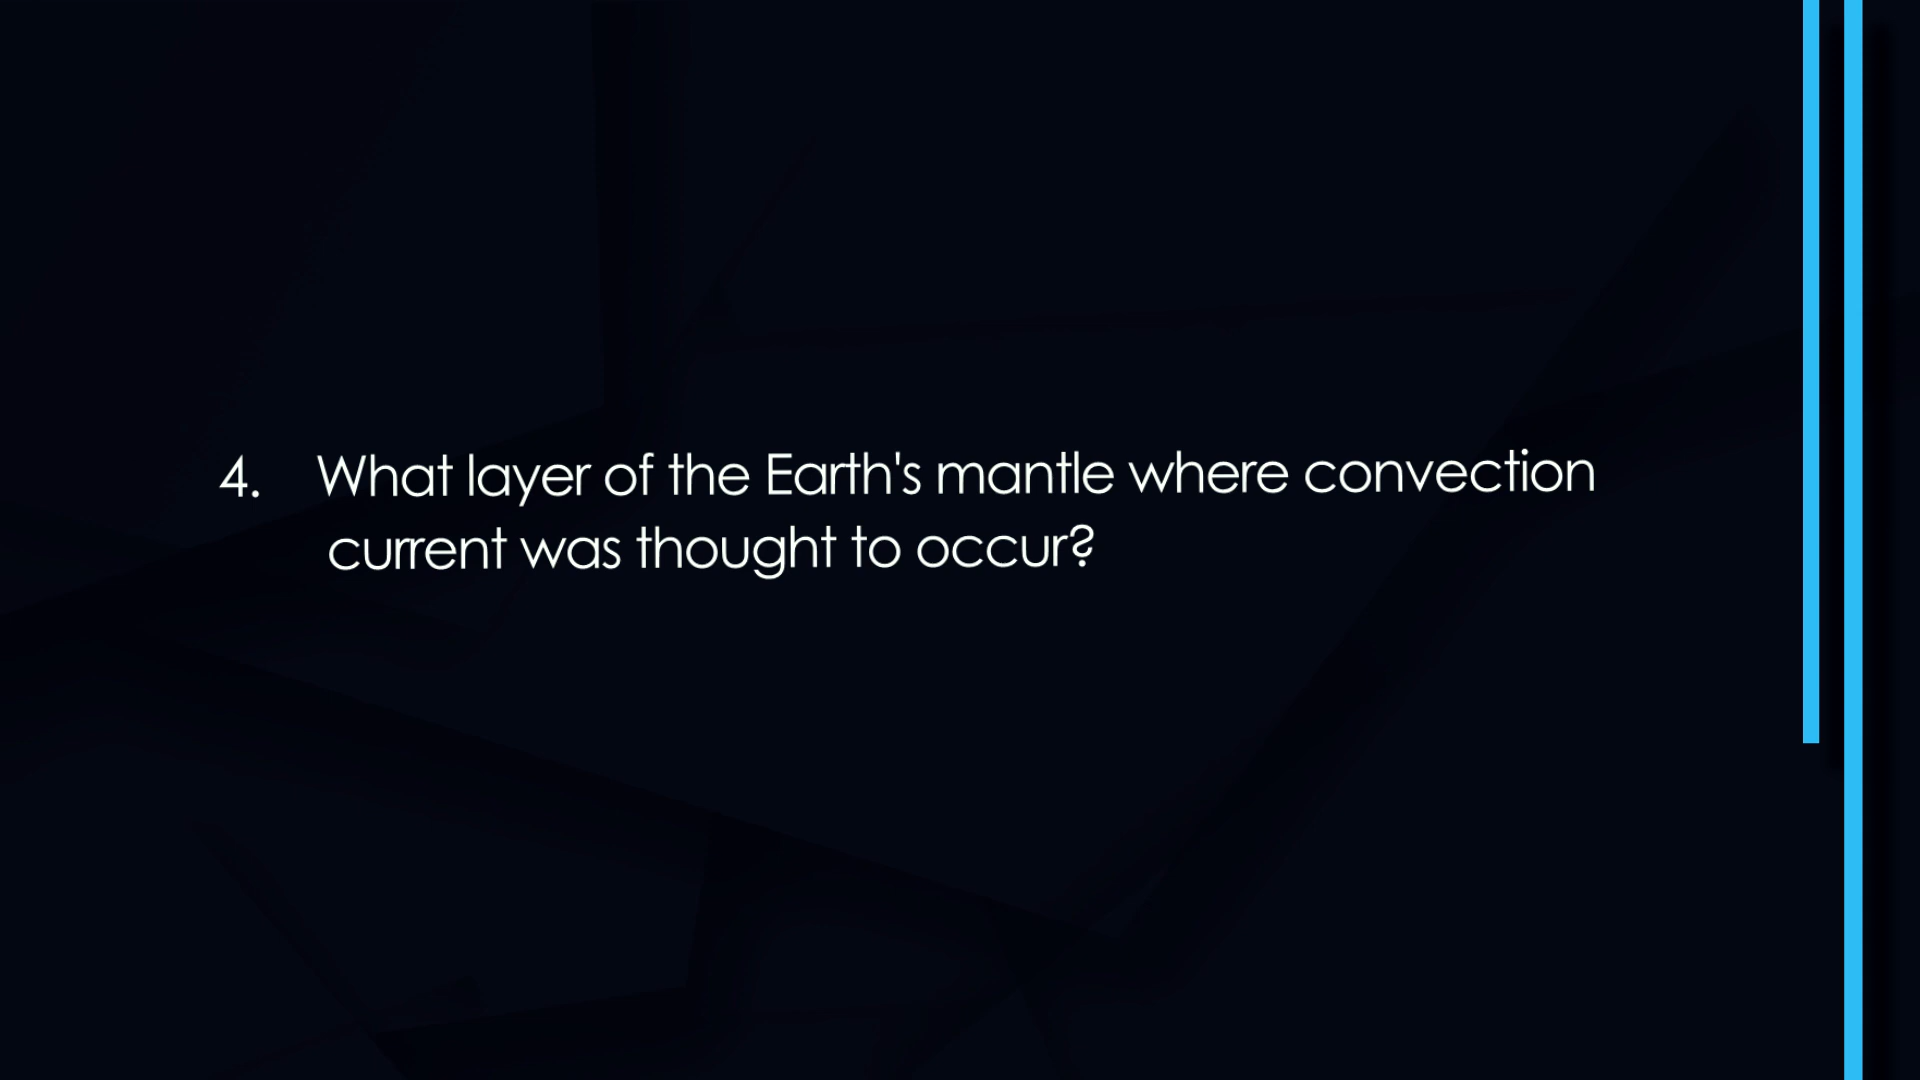 4. What layer of the Earth's mantle where convection
current was thought to occur?